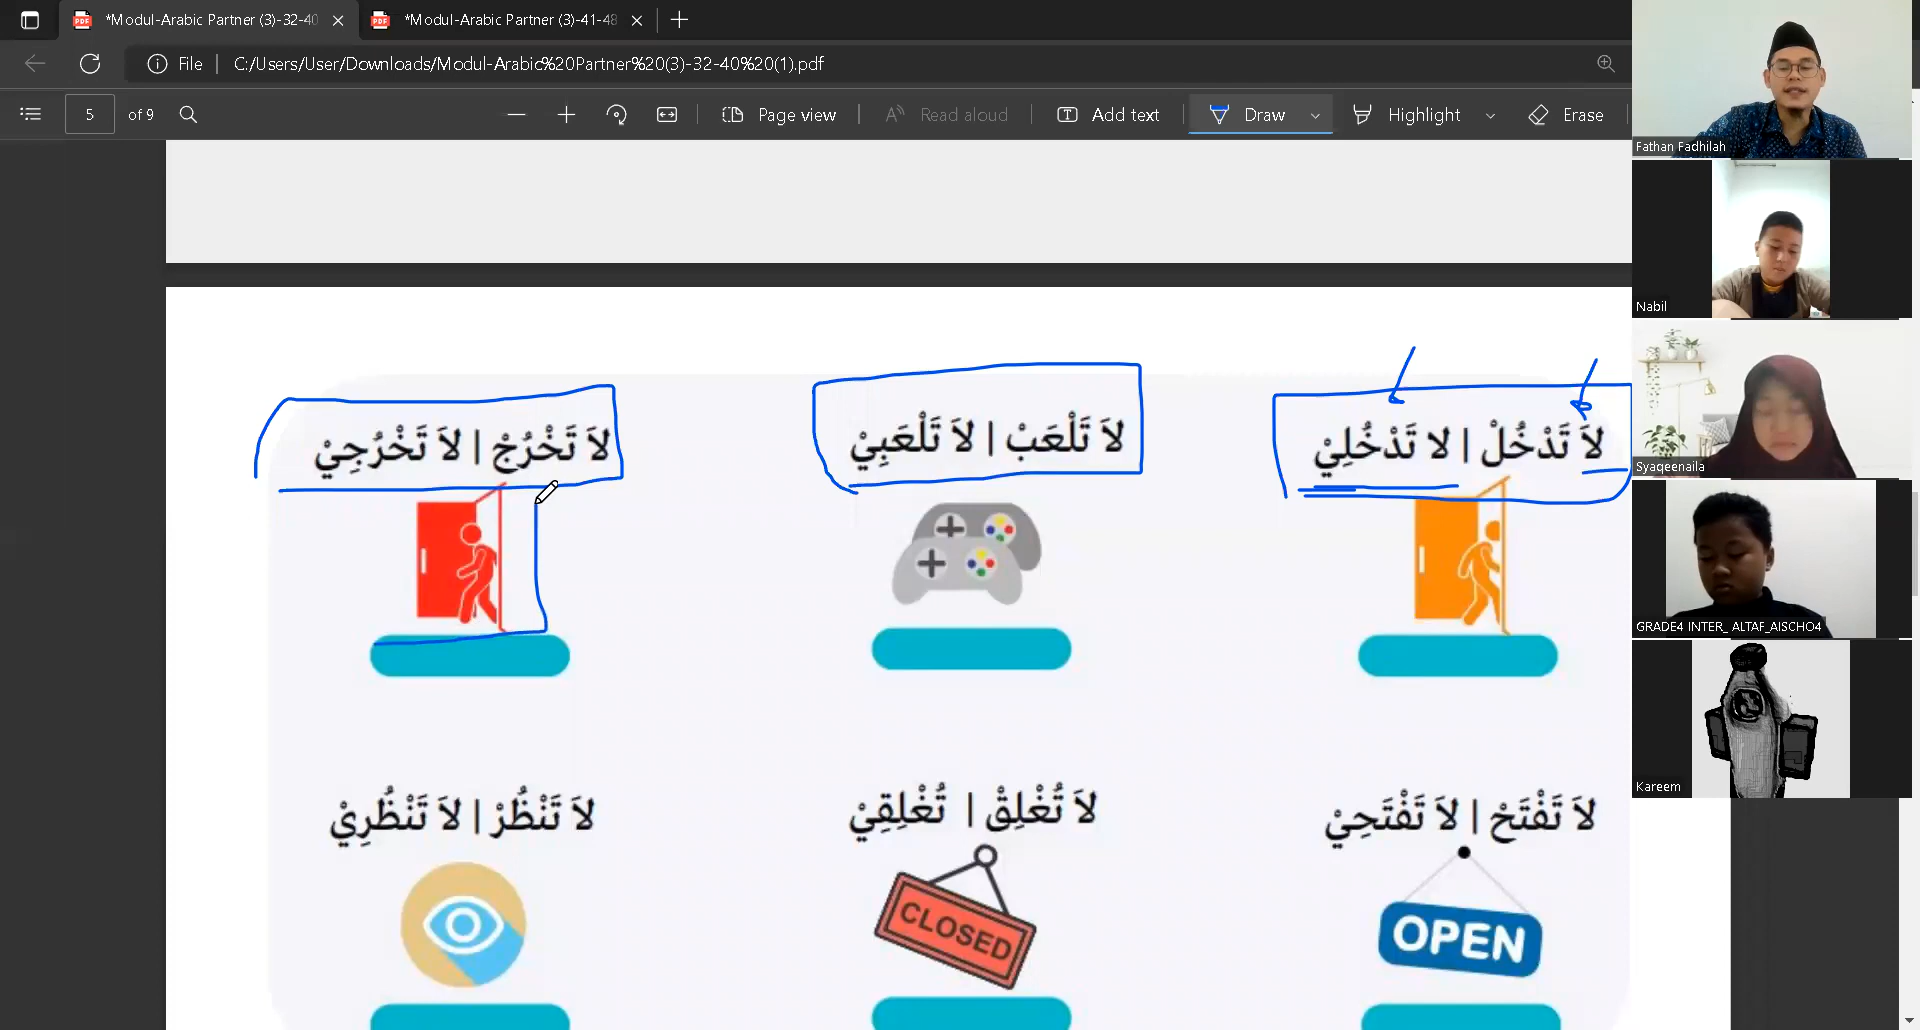 *Modul-Arabic Partner (3)-32-40
*Modul-Arabic Partner (3)-41-48
File
C:/Users/User/Downloads/Modul-Arabic%20Partner%20(3)-32-40%20(1).pdf
5 of 9
Page view
Read aloud
Add text
Draw
Highlight
Erase
لاَ تَدْخُلْ | لا تَدْخُلِيْ
لاَ تَلْعَبْ | لاَ تَلْعَبِيْ
لاَ تَخْرُجْ | لاَ تَخْرُجِيْ
لاَ تَفْتَحْ | لاَ تَفْتَحِيْ
لاَ تُغْلِقْ | تُغْلِقِيْ
لاَ تَنْظُرْ | لاَ تَنْظُرِيْ
OPEN
CLOSED
Fathan Fadhilah
Nabil
Syaqeenaila
GRADE4 INTER_ ALTAF_AISCHO4
Kareem